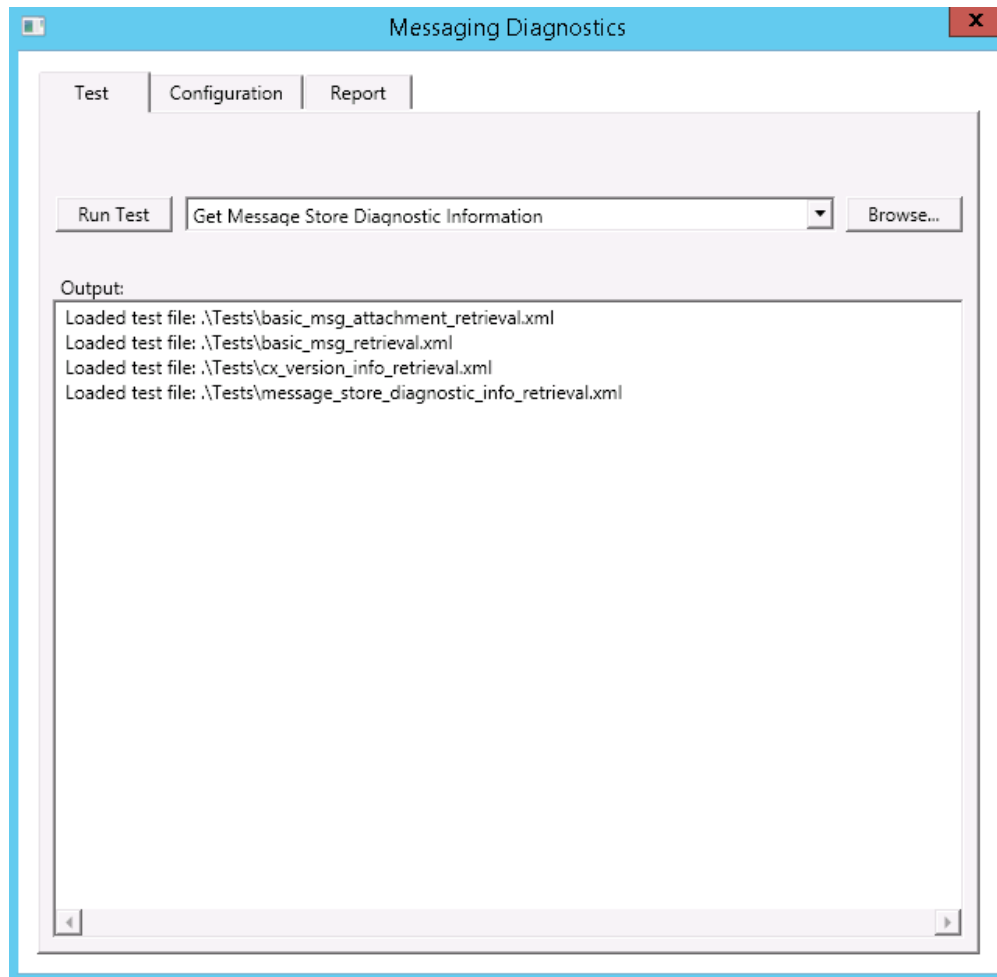 Messaging Diagnostics
x
Test Configuration Report
Run Test Get Message Store Diagnostic Information Browse...
Output:
Loaded test file: .\Tests\basic_msg_attachment_retrieval.xml
Loaded test file: .\Tests\basic_msg_retrieval.xml
Loaded test file: .\Tests\cx_version_info_retrieval.xml
Loaded test file: .\Tests\message_store_diagnostic_info_retrieval.xml